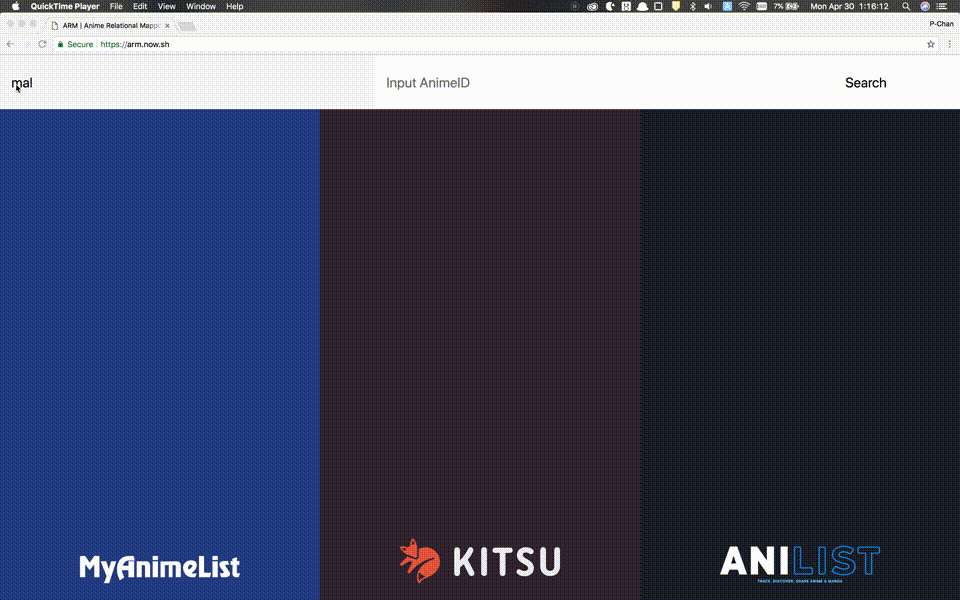 QuickTime Player File Edit View Window Help 7% Mon Apr 30 1:16:12
ARM | Anime Relational Mapp
P-Chan
Secure https://arm.now.sh
mal Input AnimeID Search
MyAnimeList KITSU ANILIST
TRACK, DISCOVER, SHARE ANIME & MANGA